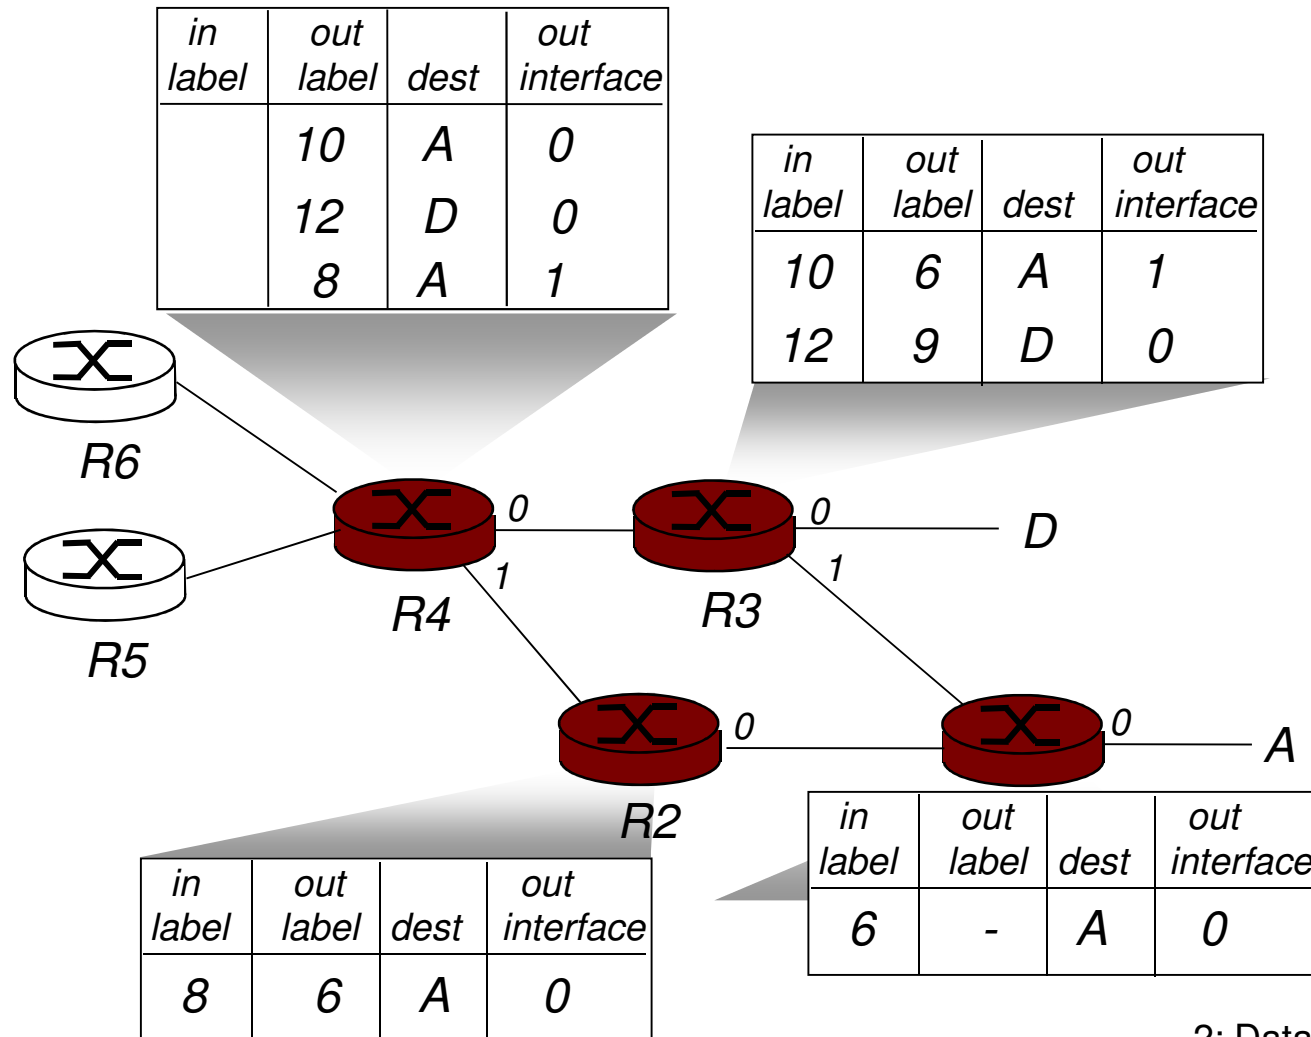 in out out
label label dest interface
10 A 0
12 D 0
8 A 1
in out out
label label dest interface
10 6 A 1
12 9 D 0
R6
R5
0
1
R4
0
1
R3
D
0
R2
0
A
in out out
label label dest interface
6 - A 0
in out out
label label dest interface
8 6 A 0
2: Data